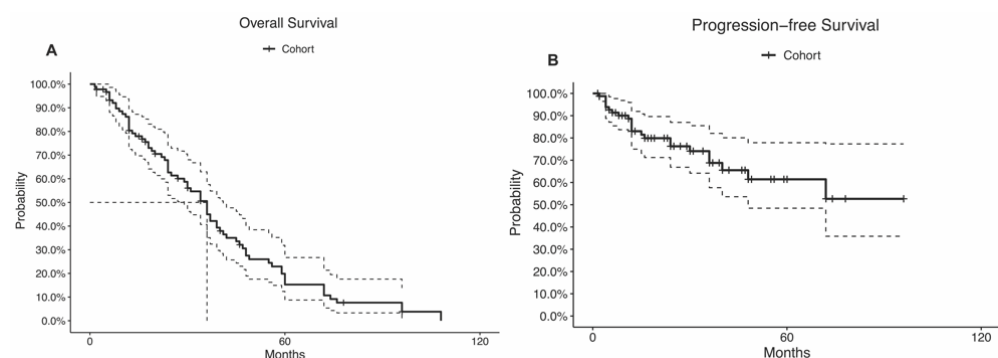 Overall Survival
A
Cohort
100.0%
90.0%
80.0%
70.0%
60.0%
50.0%
40.0%
30.0%
20.0%
10.0%
0.0%
Probability
0
60
120
Months
Progression–free Survival
B
Cohort
100.0%
90.0%
80.0%
70.0%
60.0%
50.0%
40.0%
30.0%
20.0%
10.0%
0.0%
Probability
0
60
120
Months